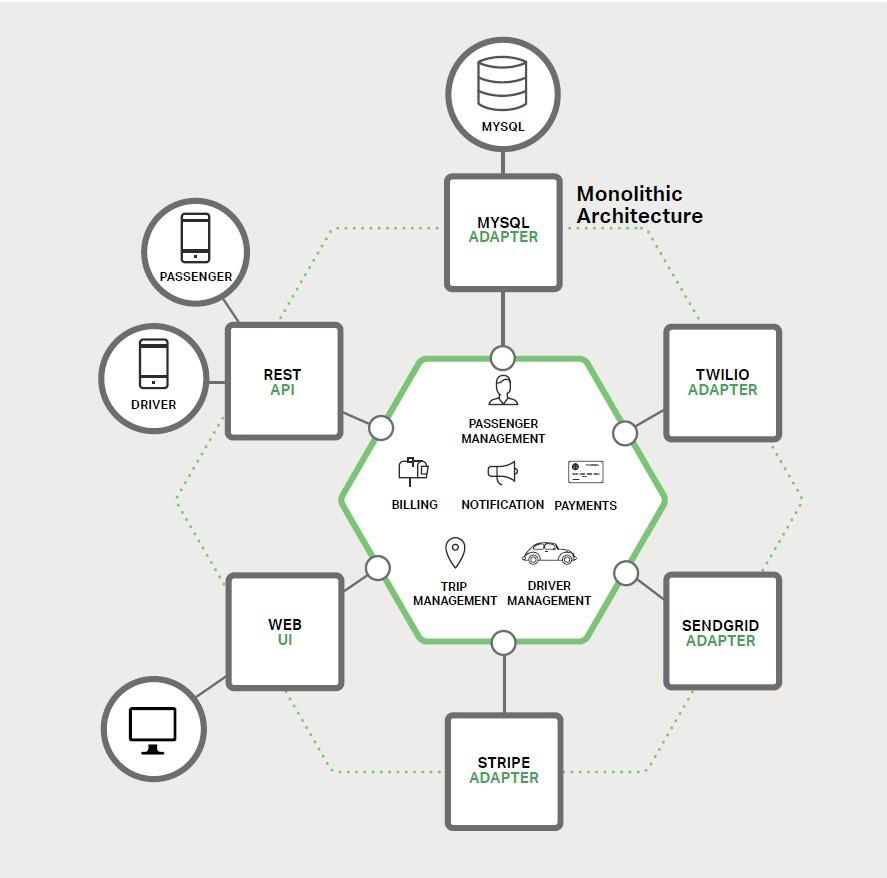 MYSQL
MYSQL
ADAPTER
Monolithic
Architecture
PASSENGER
DRIVER
REST
API
TWILIO
ADAPTER
PASSENGER
MANAGEMENT
BILLING
NOTIFICATION
PAYMENTS
TRIP
MANAGEMENT
DRIVER
MANAGEMENT
WEB
UI
SENDGRID
ADAPTER
STRIPE
ADAPTER